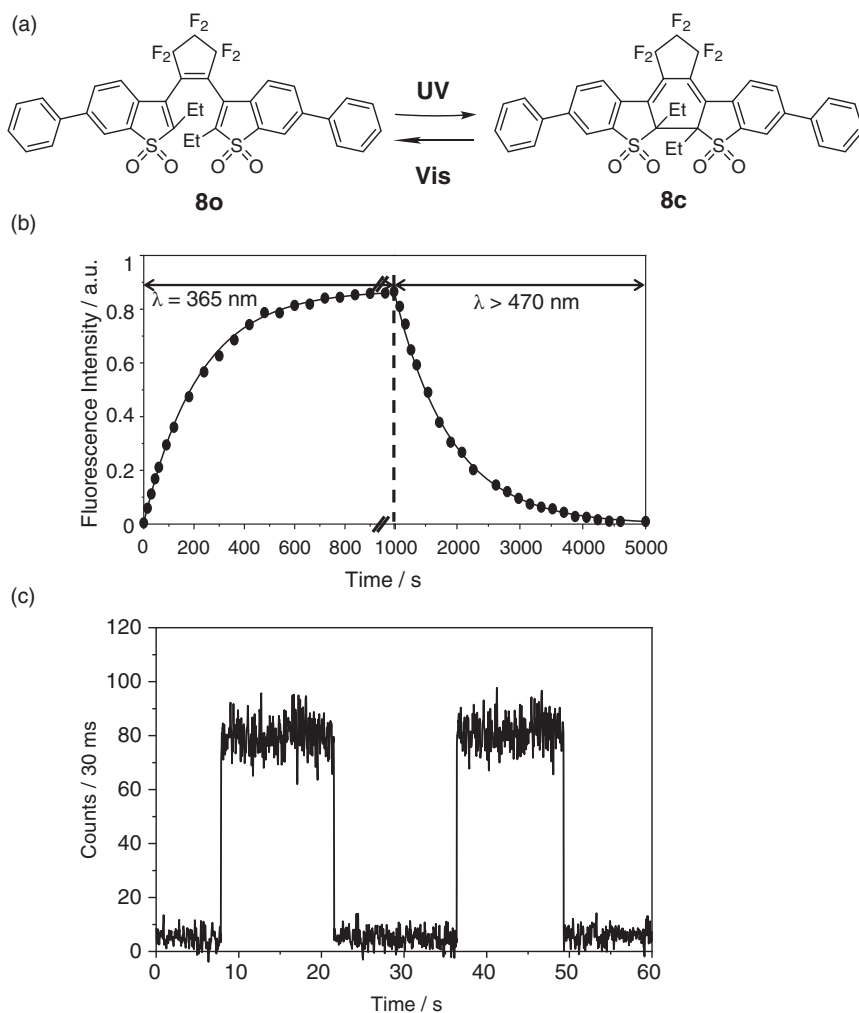 (a)
F2
F2 F2
Et
Et
S S
O O O O
8o
UV
Vis
F2
F2 F2
Et
Et
S S
O O O O
8c
(b)
Fluorescence Intensity / a.u.
1
0.8
0.6
0.4
0.2
0
λ = 365 nm
λ > 470 nm
0 200 400 600 800 1000 2000 3000 4000 5000
Time / s
(c)
Counts / 30 ms
120
100
80
60
40
20
0
0 10 20 30 40 50 60
Time / s